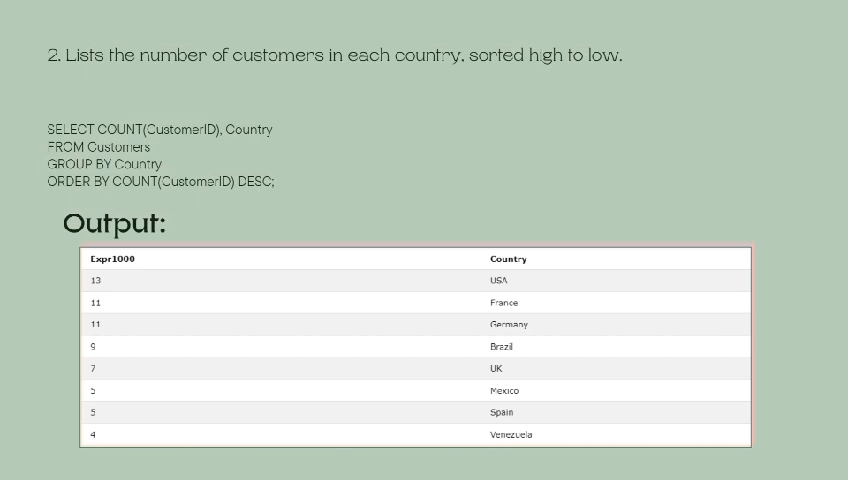 2. Lists the number of customers in each country, sorted high to low.
SELECT COUNT(CustomerID), Country
FROM Customers
GROUP BY Country
ORDER BY COUNT(CustomerID) DESC;
Output:
Expr1000 Country
13 USA
11 France
11 Germany
9 Brazil
7 UK
5 Mexico
5 Spain
4 Venezuela